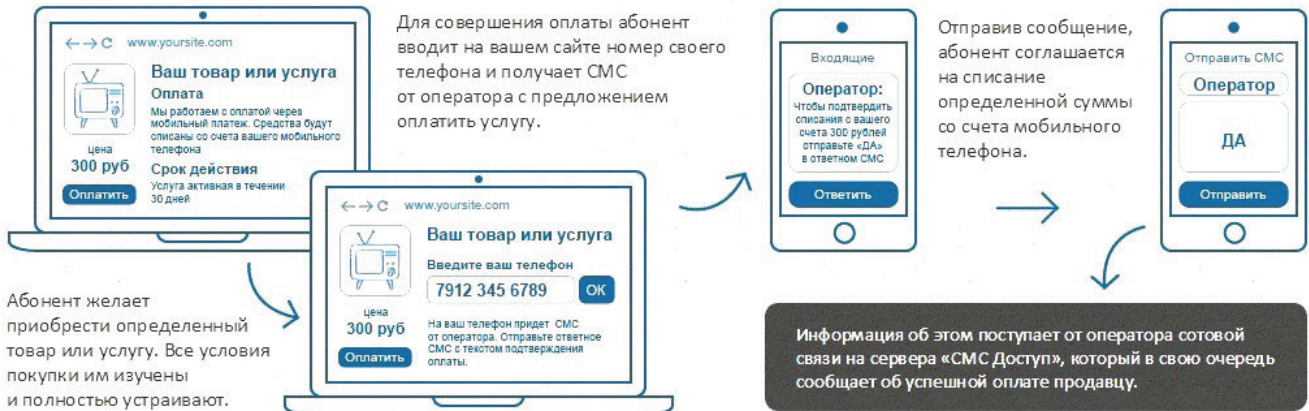 www.yoursite.com
Ваш товар или услуга
Оплата
Мы работаем с оплатой через
мобильный платеж. Средства будут
списаны со счета вашего мобильного
телефона
цена
300 руб
Срок действия
Услуга активная в течении
30 дней
Оплатить
Абонент желает
приобрести определенный
товар или услугу. Все условия
покупки им изучены
и полностью устраивают.
www.yoursite.com
Ваш товар или услуга
Введите ваш телефон
7912 345 6789
ОК
цена
300 руб
На ваш телефон придет СМС
от оператора. Отправьте ответное
СМС с текстом подтверждения
оплаты.
Оплатить
Для совершения оплаты абонент
вводит на вашем сайте номер своего
телефона и получает СМС
от оператора с предложением
оплатить услугу.
Входящие
Оператор:
Чтобы подтвердить
списания с вашего
счета 300 рублей
отправьте «ДА»
в ответном СМС
Ответить
Отправив сообщение,
абонент соглашается
на списание
определенной суммы
со счета мобильного
телефона.
Отправить СМС
Оператор
ДА
Отправить
Информация об этом поступает от оператора сотовой
связи на сервера «СМС Доступ», который в свою очередь
сообщает об успешной оплате продавцу.